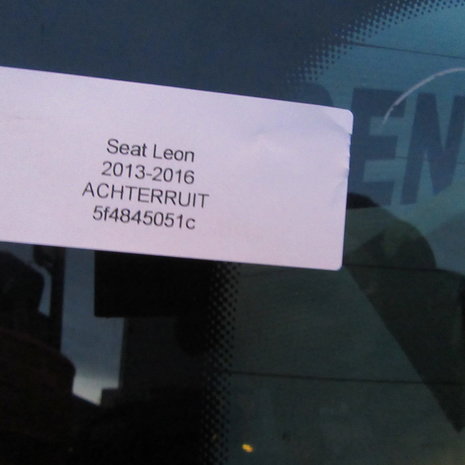 Seat Leon
2013-2016
ACHTERRUIT
5f4845051c